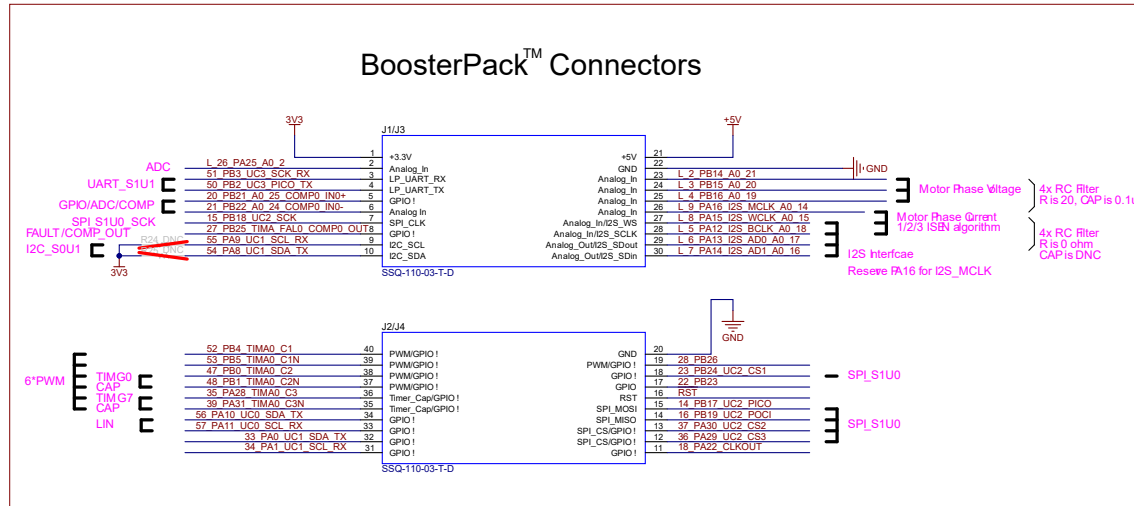 BoosterPack™ Connectors
J1/J3
3V3
+5V
1 +3.3V +5V 21
ADC L_26_PA25_A0_2 2 Analog_In GND 22 GND
UART_S1U1 51_PB3_UC3_SCK_RX 3 LP_UART_RX Analog_In 23 L_2_PB14_A0_21
50_PB2_UC3_PICO_TX 4 LP_UART_TX Analog_In 24 L_3_PB15_A0_20 Motor Phase Voltage
GPIO/ADC/COMP 20_PB21_A0_25_COMP0_IN0+ 5 GPIO ! Analog_In 25 L_4_PB16_A0_19
21_PB22_A0_24_COMP0_IN0- 6 Analog In Analog_In 26 L_9_PA16_I2S_MCLK_A0_14
SPI_S1U0_SCK 15_PB18_UC2_SCK 7 SPI_CLK Analog_In/I2S_WS 27 L_8_PA15_I2S_WCLK_A0_15
FAULT/COMP_OUT 27_PB25_TIMA_FAL0_COMP0_OUT 8 GPIO ! Analog_In/I2S_SCLK 28 L_5_PA12_I2S_BCLK_A0_18
I2C_S0U1 55_PA9_UC1_SCL_RX 9 I2C_SCL Analog_Out/I2S_SDout 29 L_6_PA13_I2S_AD0_A0_17
54_PA8_UC1_SDA_TX 10 I2C_SDA Analog_Out/I2S_SDin 30 L_7_PA14_I2S_AD1_A0_16
R24 DNC
DNC
3V3
SSQ-110-03-T-D
4x RC Filter
R is 20, CAP is 0.1u
Motor Phase Current
1/2/3 ISEN algorithm
4x RC Filter
R is 0 ohm
CAP is DNC
I2S Interfcae
Reserve PA16 for I2S_MCLK
J2/J4
52_PB4_TIMA0_C1 40 PWM/GPIO ! GND 20 GND
53_PB5_TIMA0_C1N 39 PWM/GPIO ! PWM/GPIO ! 19 28_PB26
6*PWM TIMG0 47_PB0_TIMA0_C2 38 PWM/GPIO ! GPIO ! 18 23_PB24_UC2_CS1 SPI_S1U0
CAP 48_PB1_TIMA0_C2N 37 PWM/GPIO ! GPIO 17 22_PB23
TIMG7 35_PA28_TIMA0_C3 36 Timer_Cap/GPIO ! RST 16 RST
CAP 39_PA31_TIMA0_C3N 35 Timer_Cap/GPIO ! SPI_MOSI 15 14_PB17_UC2_PICO
LIN 56_PA10_UC0_SDA_TX 34 GPIO ! SPI_MISO 14 16_PB19_UC2_POCI
57_PA11_UC0_SCL_RX 33 GPIO ! SPI_CS/GPIO ! 13 37_PA30_UC2_CS2 SPI_S1U0
33_PA0_UC1_SDA_TX 32 GPIO ! SPI_CS/GPIO ! 12 36_PA29_UC2_CS3
34_PA1_UC1_SCL_RX 31 GPIO ! GPIO ! 11 18_PA22_CLKOUT
SSQ-110-03-T-D